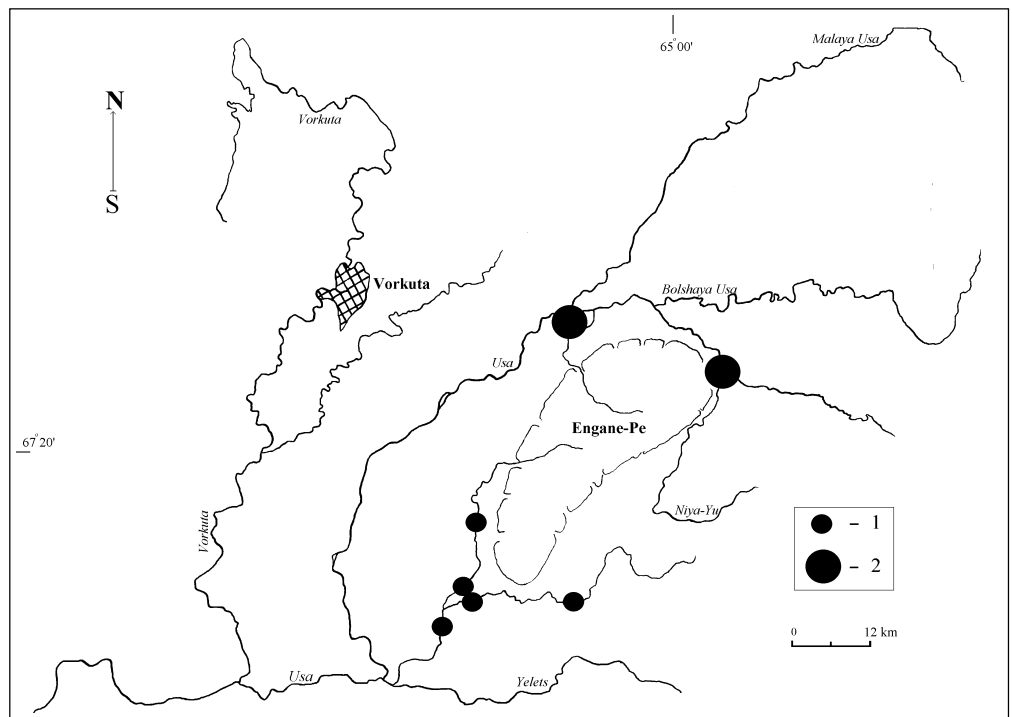 65°00'
Malaya Usa
N
Vorkuta
S
Vorkuta
Bolshaya Usa
Usa
Engane-Pe
67°20'
Niya-Yu
Vorkuta
– 1
– 2
0 12 km
Usa
Yelets